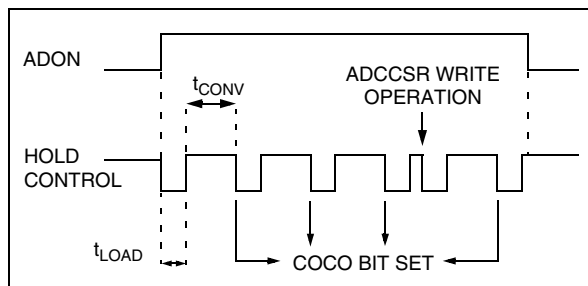 ADON
tCONV
ADCCSR WRITE
OPERATION
HOLD
CONTROL
tLOAD
COCO BIT SET